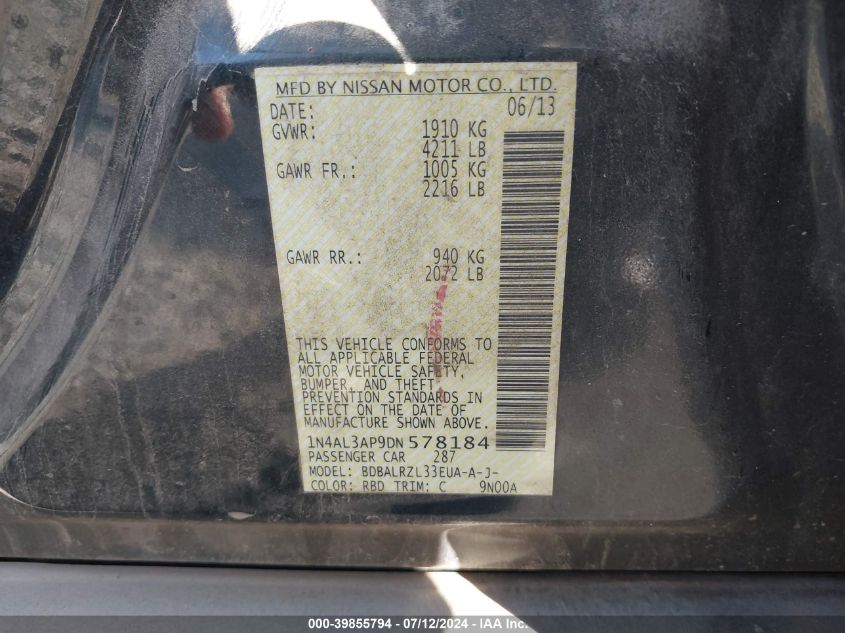 MFD BY NISSAN MOTOR CO., LTD.
DATE: 06/13
GVWR: 1910 KG
4211 LB
GAWR FR.: 1005 KG
2216 LB
GAWR RR.: 940 KG
2072 LB
THIS VEHICLE CONFORMS TO
ALL APPLICABLE FEDERAL
MOTOR VEHICLE SAFETY,
BUMPER, AND THEFT
PREVENTION STANDARDS IN
EFFECT ON THE DATE OF
MANUFACTURE SHOWN ABOVE.
1N4AL3AP9DN 578184
PASSENGER CAR 287
MODEL: BDBALRZL33EUA-A-J-
COLOR: RBD TRIM: C 9N00A
000-39855794 - 07/12/2024 - IAA Inc.